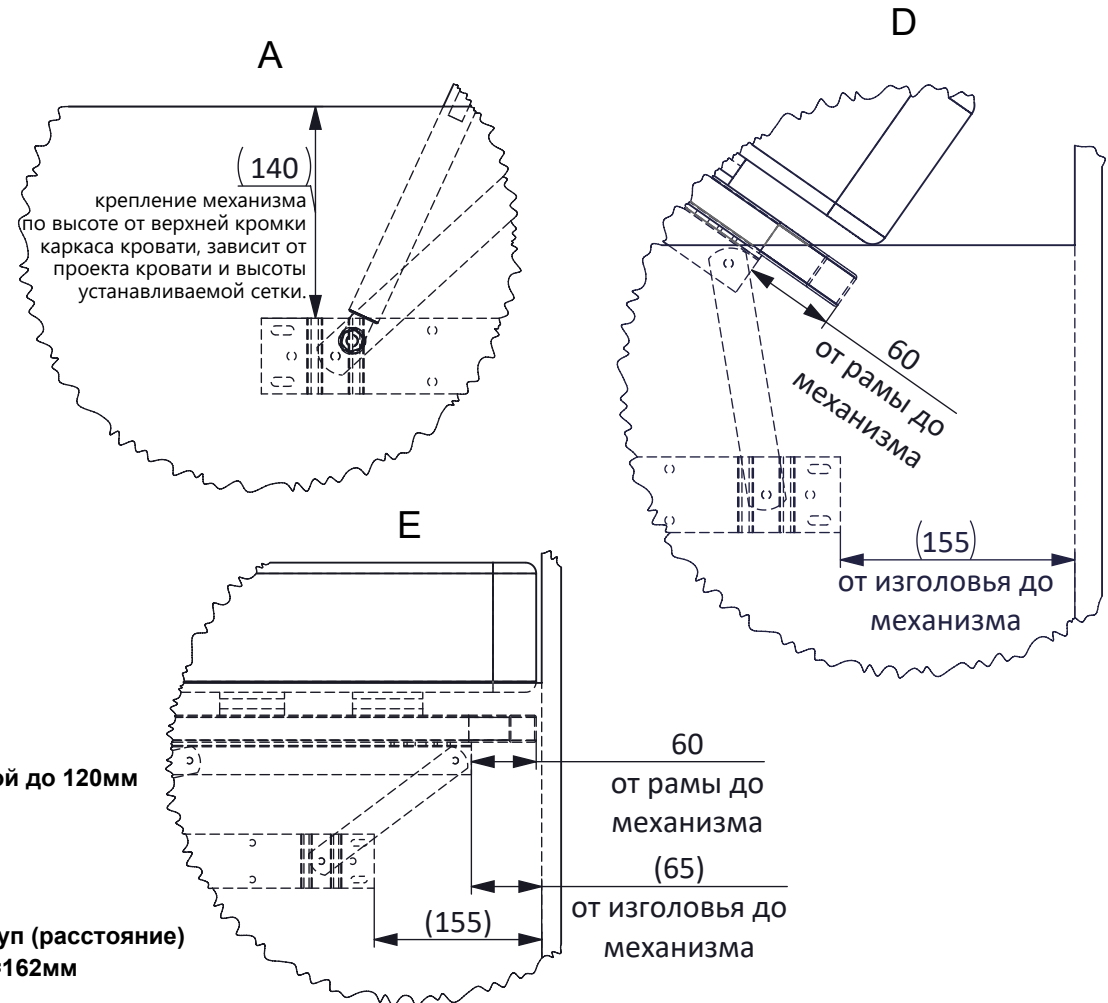 A
D
(140)
крепление механизма
по высоте от верхней кромки
каркаса кровати, зависит от
проекта кровати и высоты
устанавливаемой сетки.
60
от рамы до
механизма
(155)
от изголовья до
механизма
E
60
от рамы до
механизма
(65)
от изголовья до
механизма
(155)
ой до 120мм
уп (расстояние)
162мм